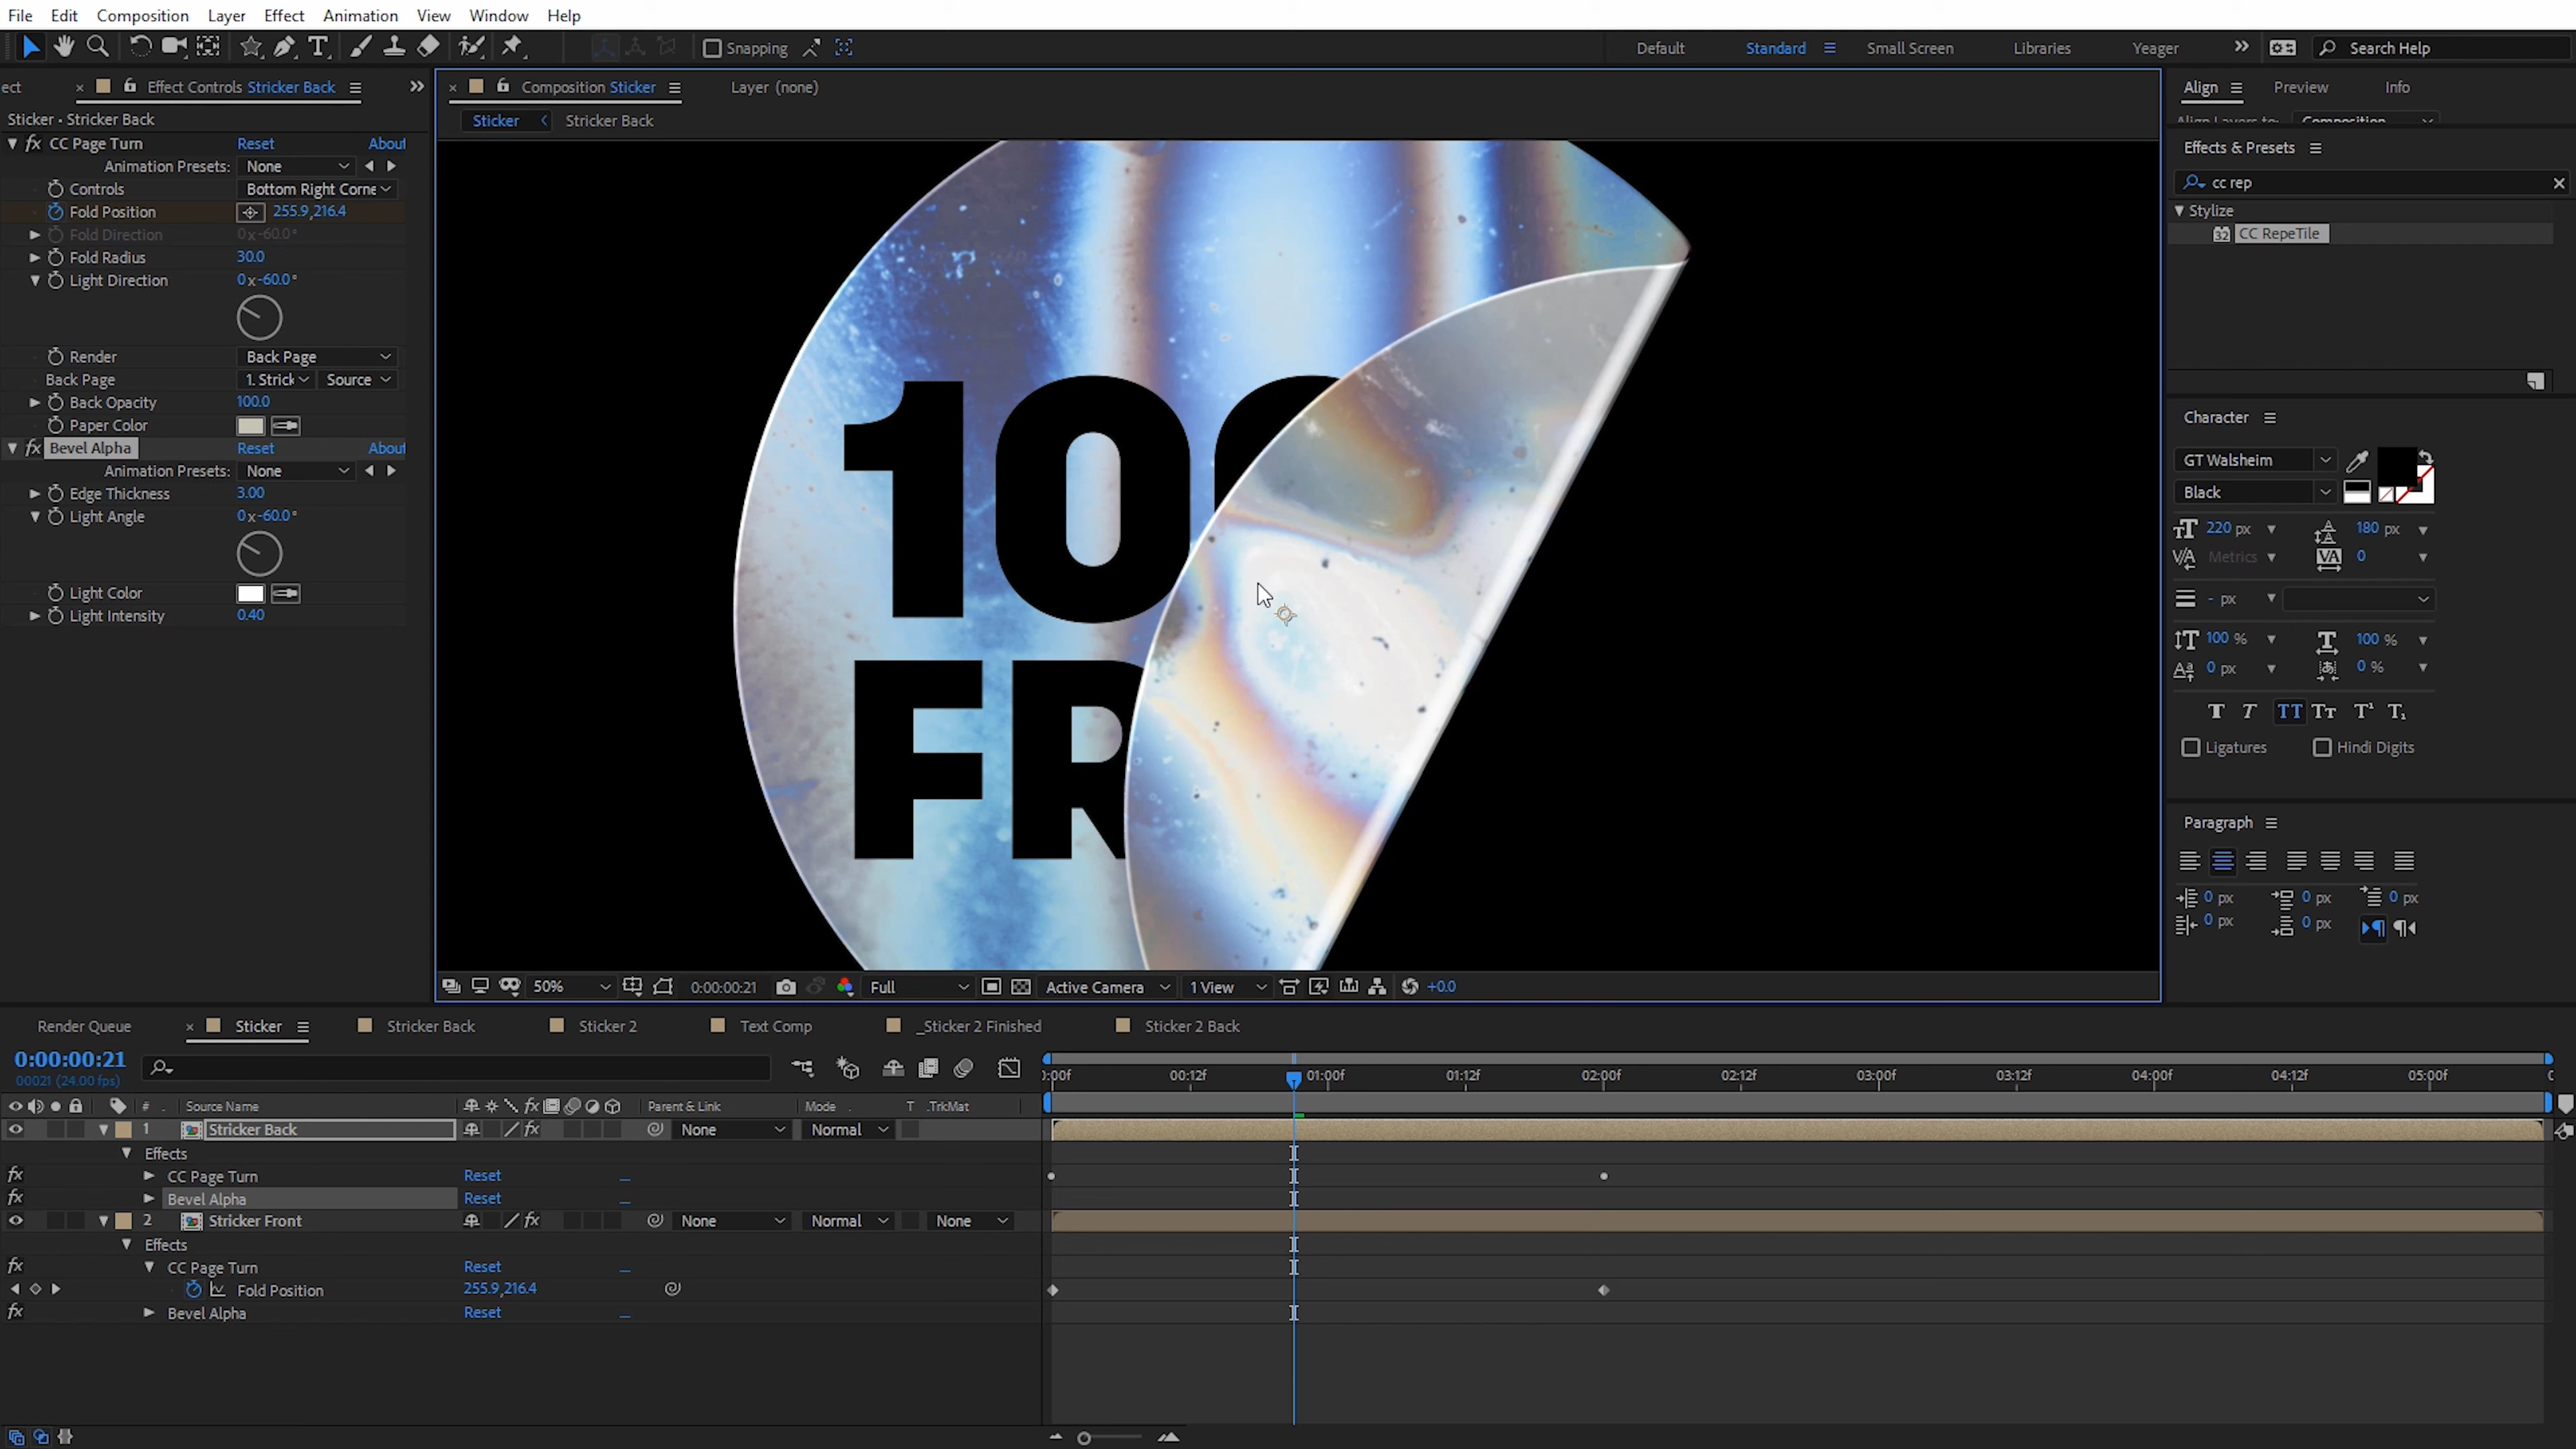 File Edit Composition Layer Effect Animation View Window Help
Snapping Default Standard Small Screen Libraries Yeager Search Help
ect Effect Controls Stricker Back
Composition Sticker Layer (none)
Align Preview Info
Sticker • Stricker Back
Sticker Stricker Back
Align Layers to: Composition
CC Page Turn Reset About
Animation Presets: None
Controls Bottom Right Corne
Fold Position 255.9,216.4
Fold Direction 0x-60.0°
Fold Radius 30.0
Light Direction 0x-60.0°
Render Back Page
Back Page 1. Strick Source
Back Opacity 100.0
Paper Color
Bevel Alpha Reset About
Animation Presets: None
Edge Thickness 3.00
Light Angle 0x-60.0°
Light Color
Light Intensity 0.40
10
FR
Effects & Presets
cc rep
Stylize
32 CC RepeTile
Character
GT Walsheim
Black
220 px 180 px
Metrics 0
- px
100 % 100 %
0 px 0 %
Ligatures Hindi Digits
Paragraph
0 px 0 px 0 px
0 px 0 px
50% 0:00:00:21 Full Active Camera 1 View +0.0
Render Queue Sticker Stricker Back Sticker 2 Text Comp _Sticker 2 Finished Sticker 2 Back
0:00:00:21
00021 (24.00 fps)
:00f 00:12f 01:00f 01:12f 02:00f 02:12f 03:00f 03:12f 04:00f 04:12f 05:00f
# Source Name Parent & Link Mode T .TrkMat
1 Stricker Back None Normal
Effects
fx CC Page Turn Reset
fx Bevel Alpha Reset
2 Stricker Front None Normal None
Effects
fx CC Page Turn Reset
Fold Position 255.9,216.4
fx Bevel Alpha Reset